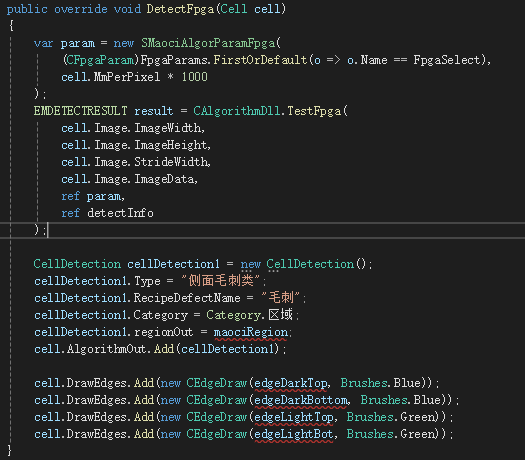 public override void DetectFpga(Cell cell)
{
var param = new SMaociAlgorParamFpga(
(CFpgaParam)FpgaParams.FirstOrDefault(o => o.Name == FpgaSelect),
cell.MmPerPixel * 1000
);
EMDETECTRESULT result = CAlgorithmDll.TestFpga(
cell.Image.ImageWidth,
cell.Image.ImageHeight,
cell.Image.StrideWidth,
cell.Image.ImageData,
ref param,
ref detectInfo
);
CellDetection cellDetection1 = new CellDetection();
cellDetection1.Type = "侧面毛刺类";
cellDetection1.RecipeDefectName = "毛刺";
cellDetection1.Category = Category.区域;
cellDetection1.regionOut = maociRegion;
cell.AlgorithmOut.Add(cellDetection1);
cell.DrawEdges.Add(new CEdgeDraw(edgeDarkTop, Brushes.Blue));
cell.DrawEdges.Add(new CEdgeDraw(edgeDarkBottom, Brushes.Blue));
cell.DrawEdges.Add(new CEdgeDraw(edgeLightTop, Brushes.Green));
cell.DrawEdges.Add(new CEdgeDraw(edgeLightBot, Brushes.Green));
}